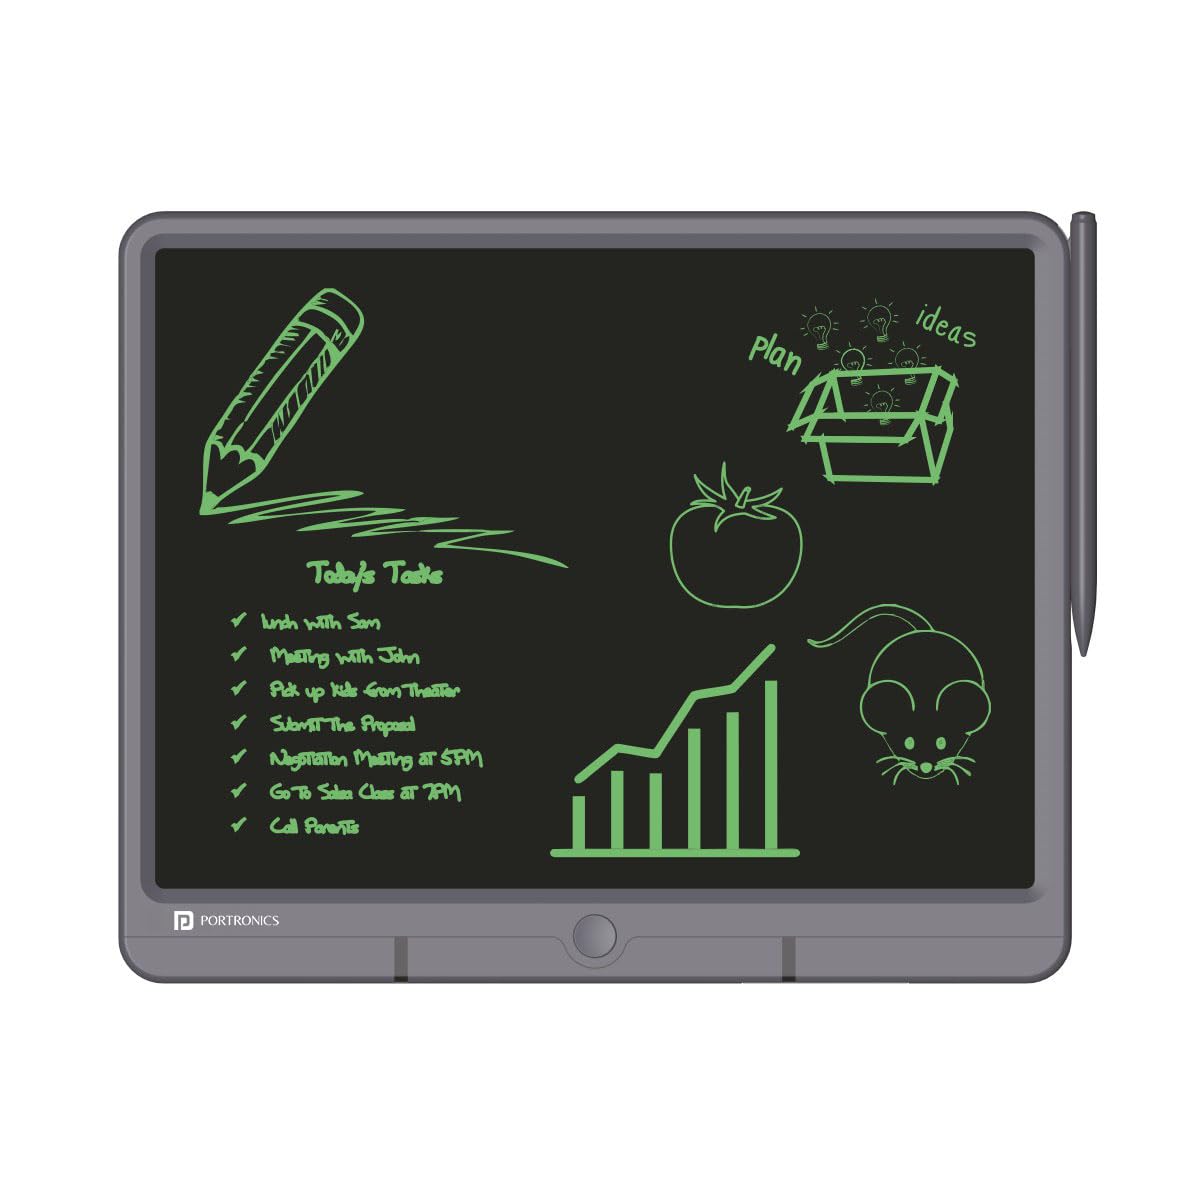 ideas
plan
Today's Tasks
lunch with Sam
Meeting with John
Pick up kids from Theater
Submit The Proposal
Negotiation Meeting at 5PM
Go To Salsa Class at 7PM
Call Parents
PORTRONICS